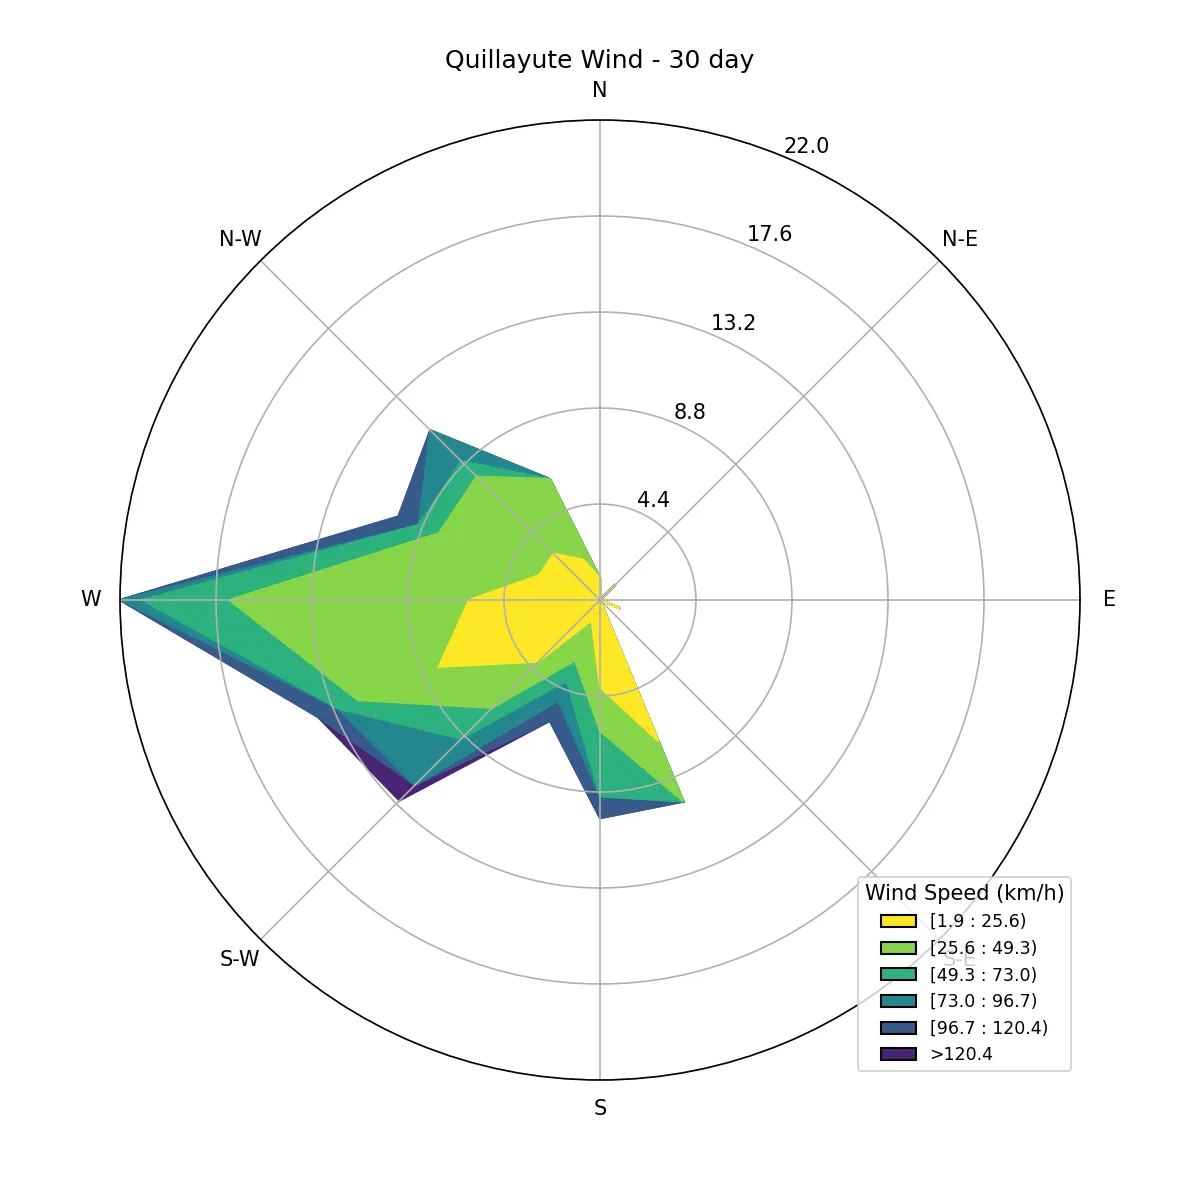 Quillayute Wind - 30 day
N
22.0
N-W
N-E
17.6
13.2
8.8
4.4
W
E
S-W
S-E
S
Wind Speed (km/h)
[1.9 : 25.6)
[25.6 : 49.3)
[49.3 : 73.0)
[73.0 : 96.7)
[96.7 : 120.4)
>120.4